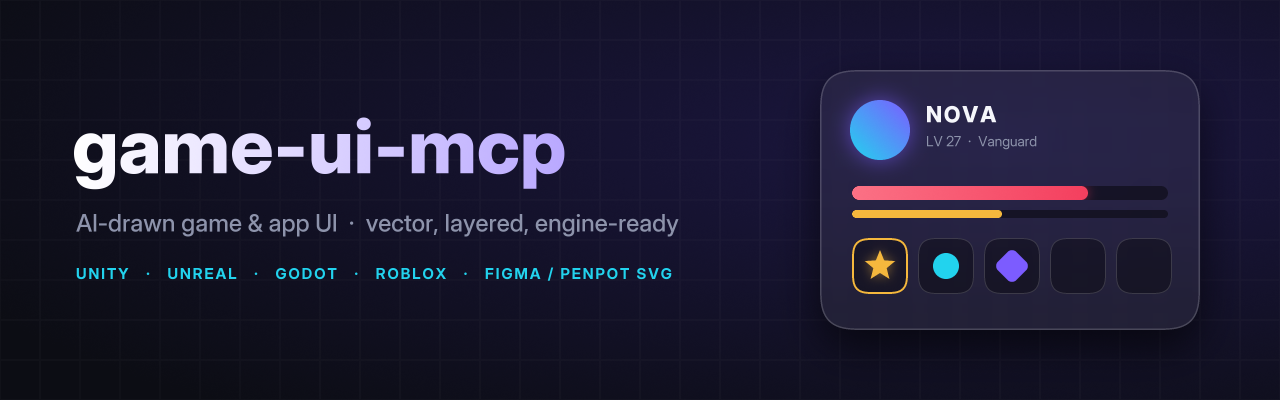 game-ui-mcp
AI-drawn game & app UI · vector, layered, engine-ready
UNITY · UNREAL · GODOT · ROBLOX · FIGMA / PENPOT SVG
NOVA
LV 27 · Vanguard